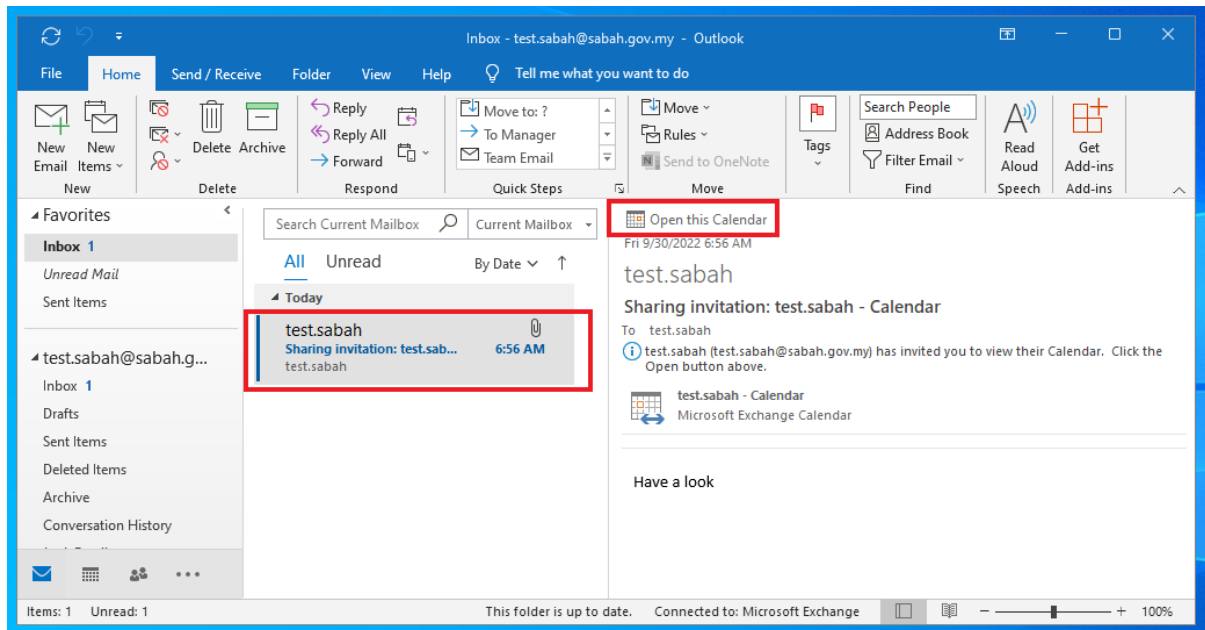 Inbox - test.sabah@sabah.gov.my - Outlook
File Home Send / Receive Folder View Help Tell me what you want to do
New Email
New Items
New
Delete
Archive
Delete
Reply
Reply All
Forward
Respond
Move to: ?
To Manager
Team Email
Quick Steps
Move
Rules
Send to OneNote
Move
Tags
Search People
Address Book
Filter Email
Find
Read Aloud
Speech
Get Add-ins
Add-ins
Favorites
Inbox 1
Unread Mail
Sent Items
test.sabah@sabah.g...
Inbox 1
Drafts
Sent Items
Deleted Items
Archive
Conversation History
Search Current Mailbox Current Mailbox
All Unread By Date
Today
test.sabah
Sharing invitation: test.sab... 6:56 AM
test.sabah
Open this Calendar
Fri 9/30/2022 6:56 AM
test.sabah
Sharing invitation: test.sabah - Calendar
To test.sabah
test.sabah (test.sabah@sabah.gov.my) has invited you to view their Calendar. Click the
Open button above.
test.sabah - Calendar
Microsoft Exchange Calendar
Have a look
Items: 1 Unread: 1 This folder is up to date. Connected to: Microsoft Exchange 100%